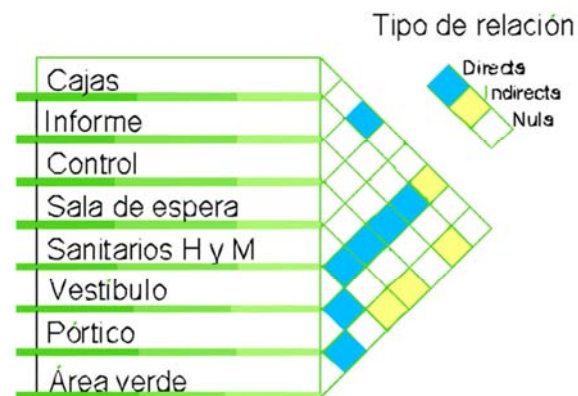 Tipo de relación
Directa
Indirecta
Nula
Cajas
Informe
Control
Sala de espera
Sanitarios H y M
Vestíbulo
Pórtico
Área verde